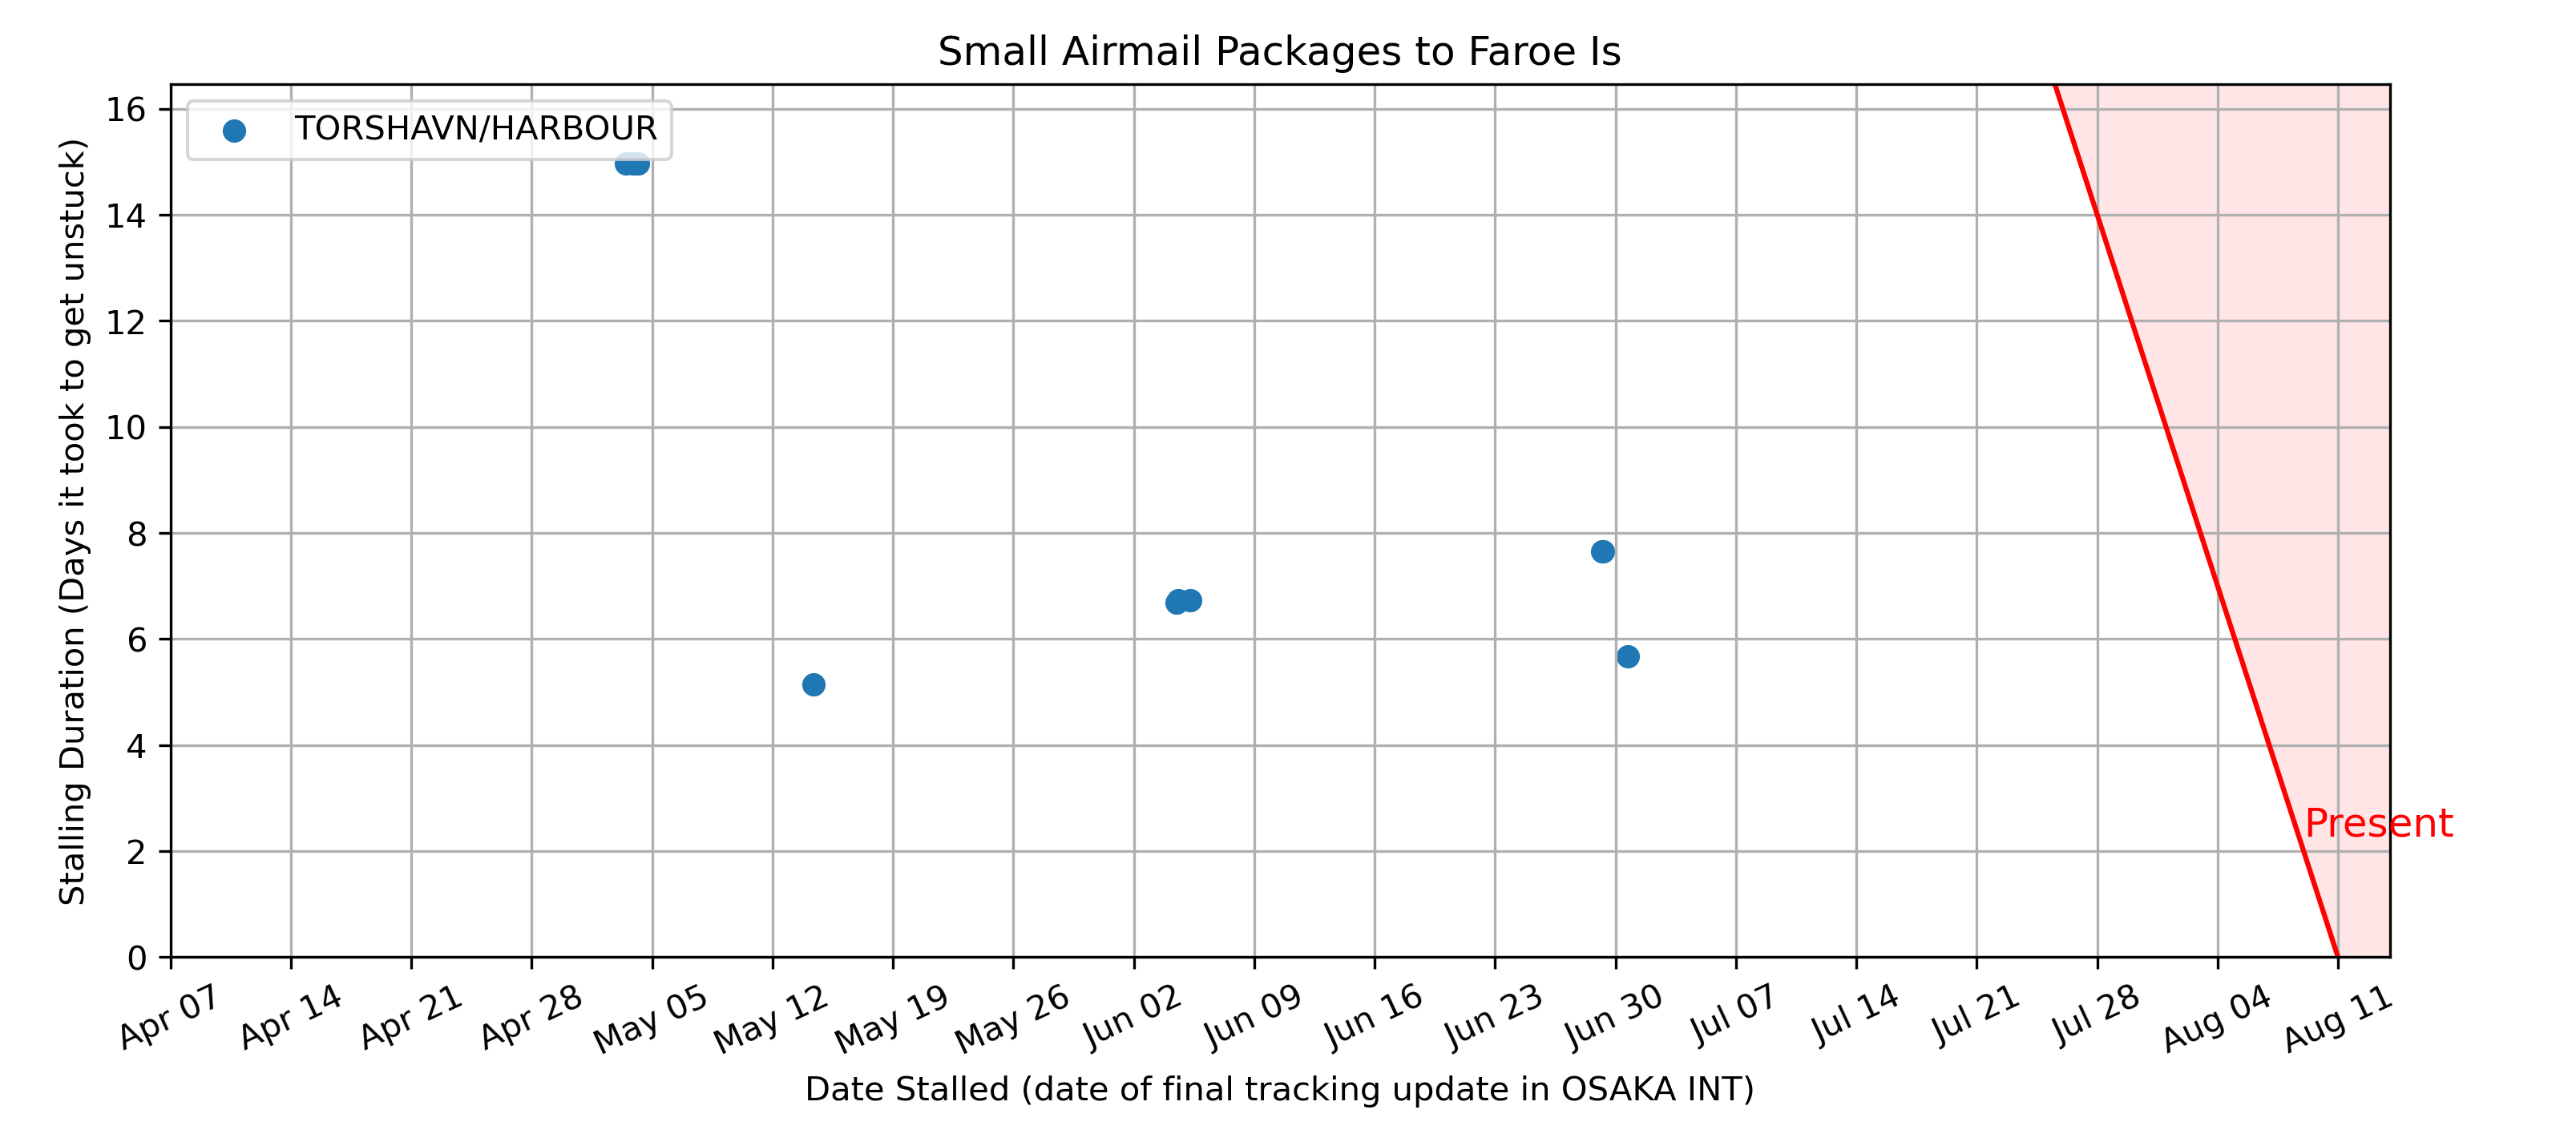 Small Airmail Packages to Faroe Is
TORSHAVN/HARBOUR
Stalling Duration (Days it took to get unstuck)
16
14
12
10
8
6
4
2
0
Present
Apr 07
Apr 14
Apr 21
Apr 28
May 05
May 12
May 19
May 26
Jun 02
Jun 09
Jun 16
Jun 23
Jun 30
Jul 07
Jul 14
Jul 21
Jul 28
Aug 04
Aug 11
Date Stalled (date of final tracking update in OSAKA INT)